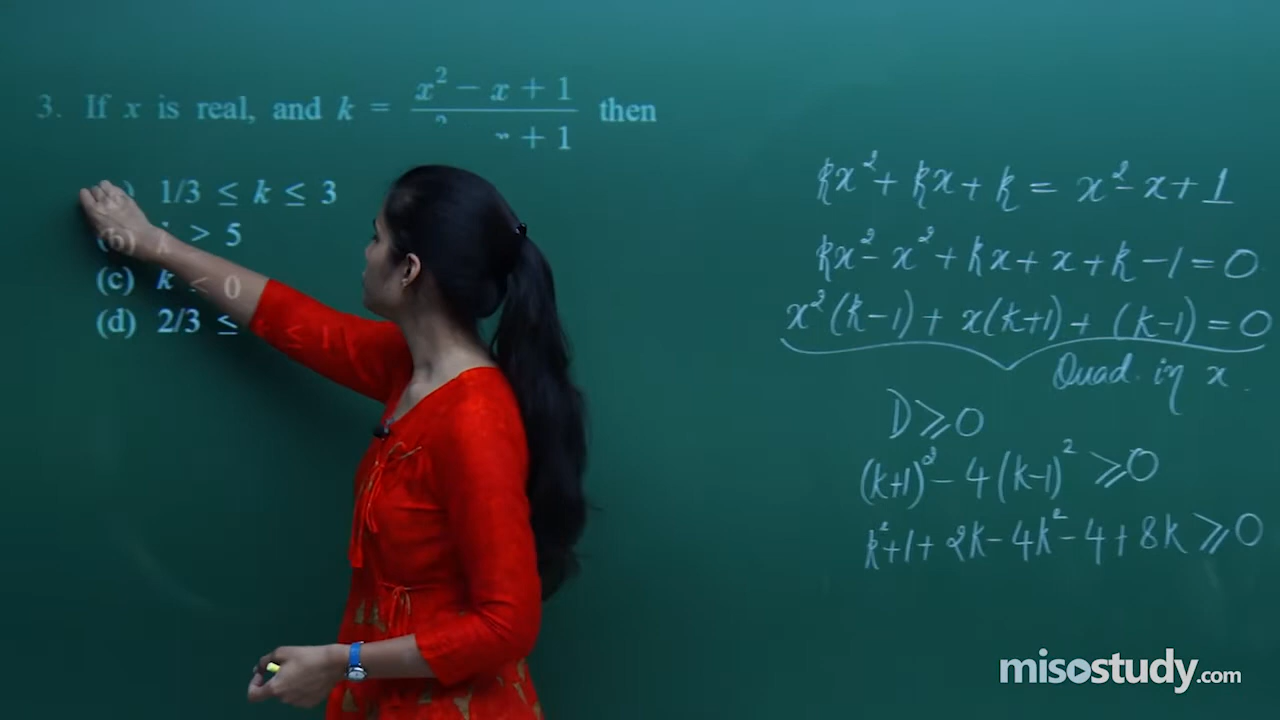 3. If x is real, and k = x² − x + 1 / + 1 then
1/3 ≤ k ≤ 3
(b) > 5
(c) k < 0
(d) 2/3 ≤ < 1
kx² + kx + k = x² - x + 1
kx² - x² + kx + x + k - 1 = 0
x²(k-1) + x(k+1) + (k-1) = 0
Quad. in x
D ⩾ 0
(k+1)² - 4(k-1)² ⩾ 0
k² + 1 + 2k - 4k² - 4 + 8k ⩾ 0
misostudy.com